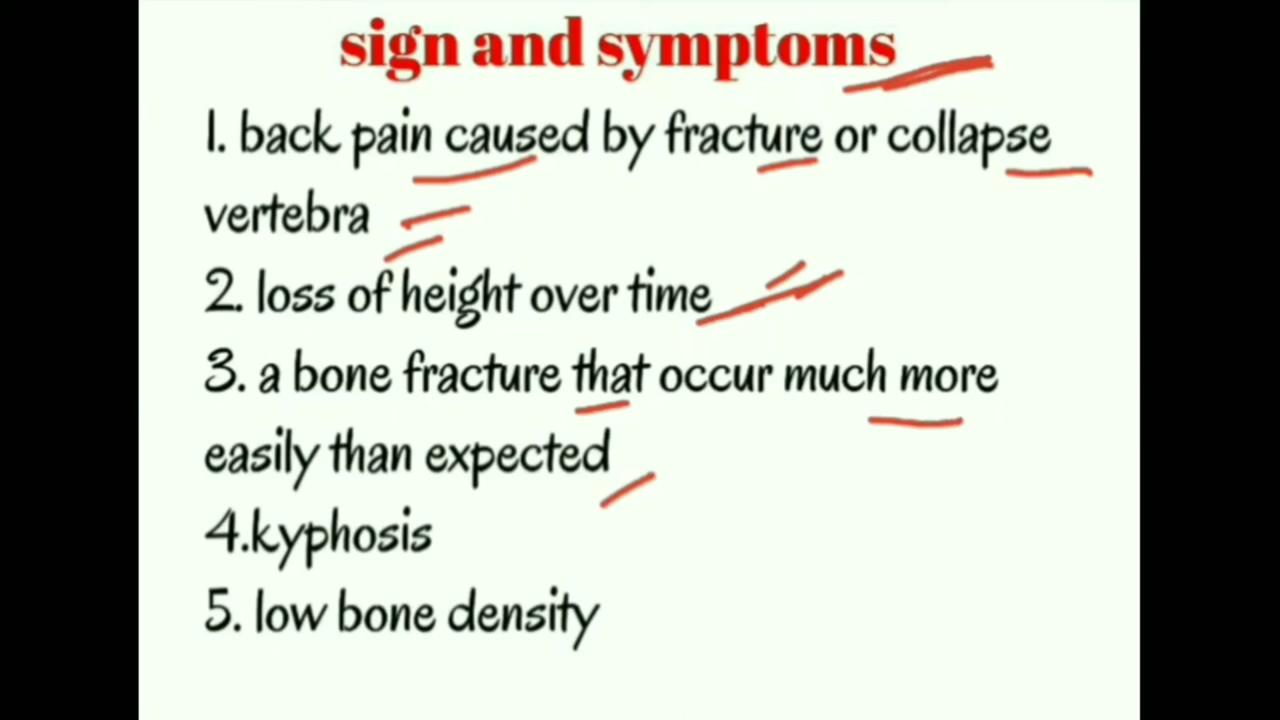 sign and symptoms
1. back pain caused by fracture or collapse
vertebra
2. loss of height over time
3. a bone fracture that occur much more
easily than expected
4.kyphosis
5. low bone density